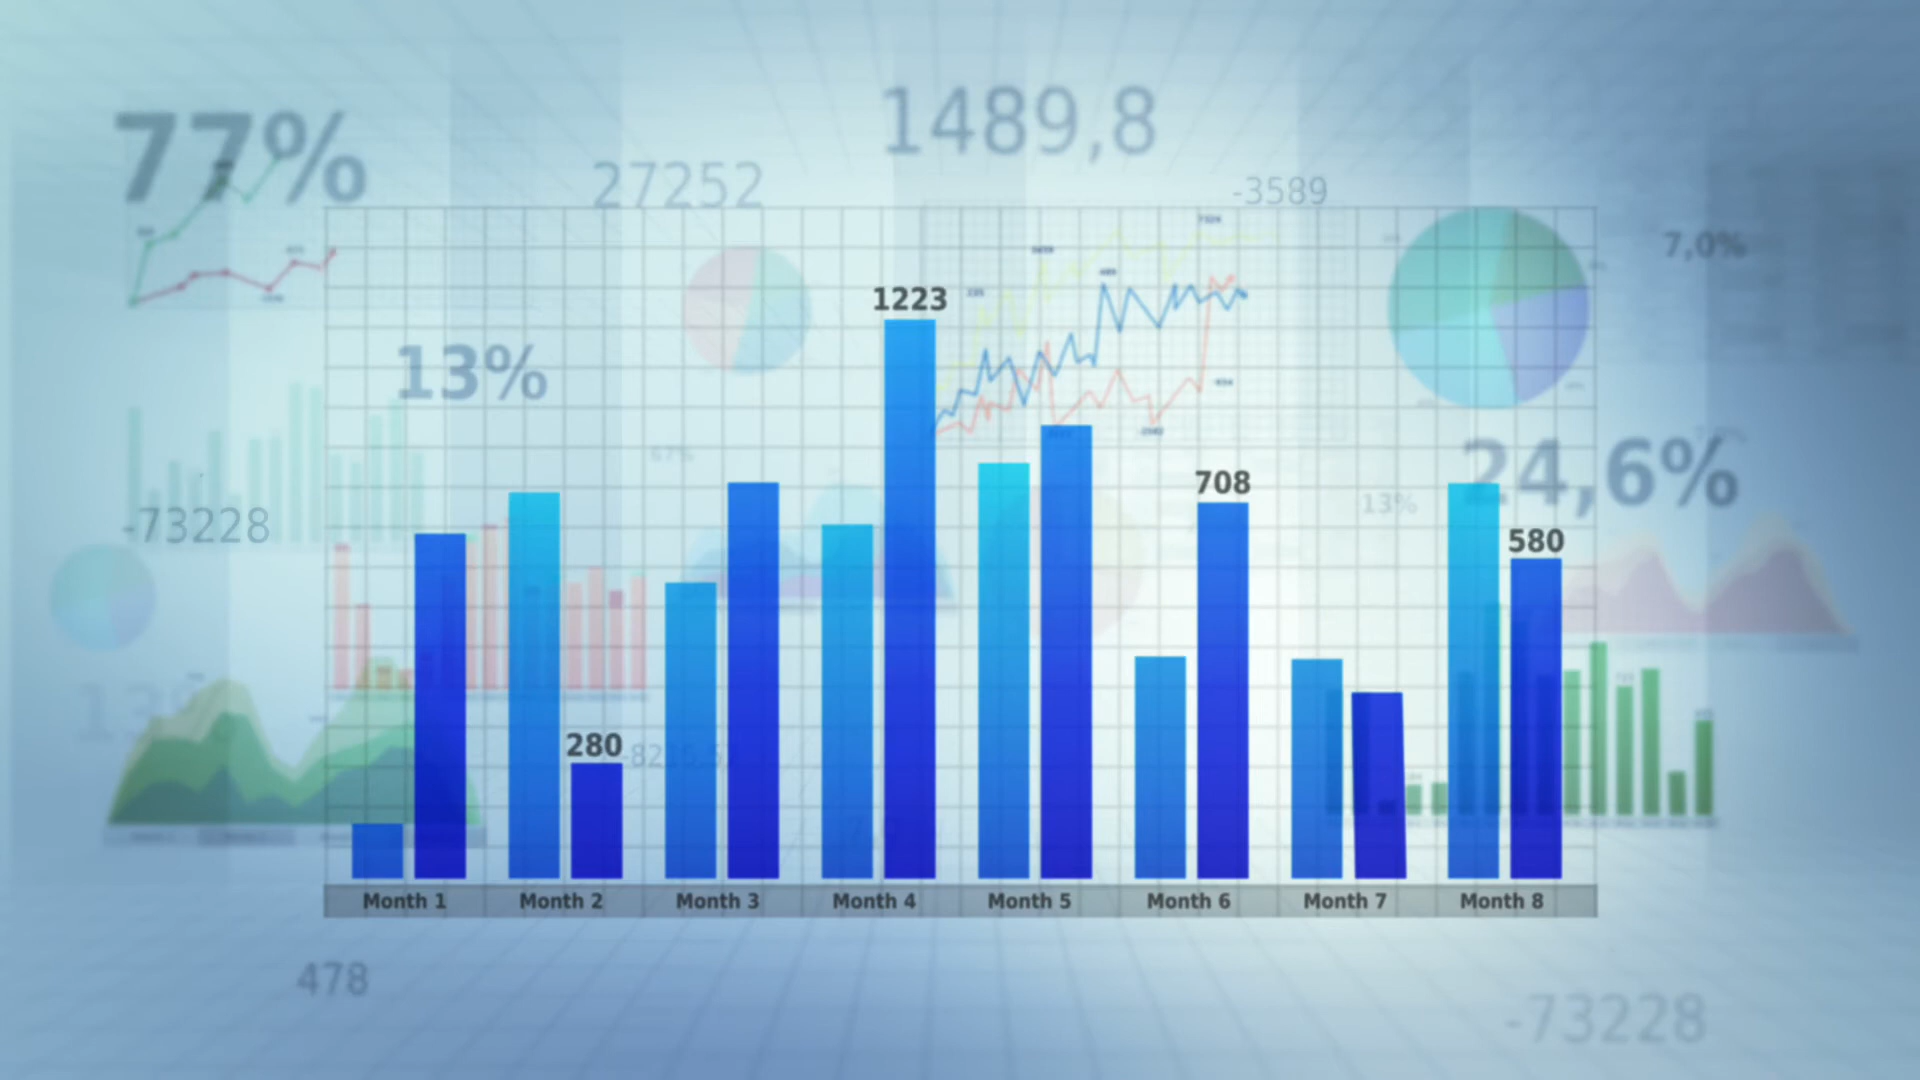 77%
1489,8
27252
-3589
7,0%
1223
13%
24,6%
67%
708
13%
-73228
580
280
Month 1
Month 2
Month 3
Month 4
Month 5
Month 6
Month 7
Month 8
478
-73228